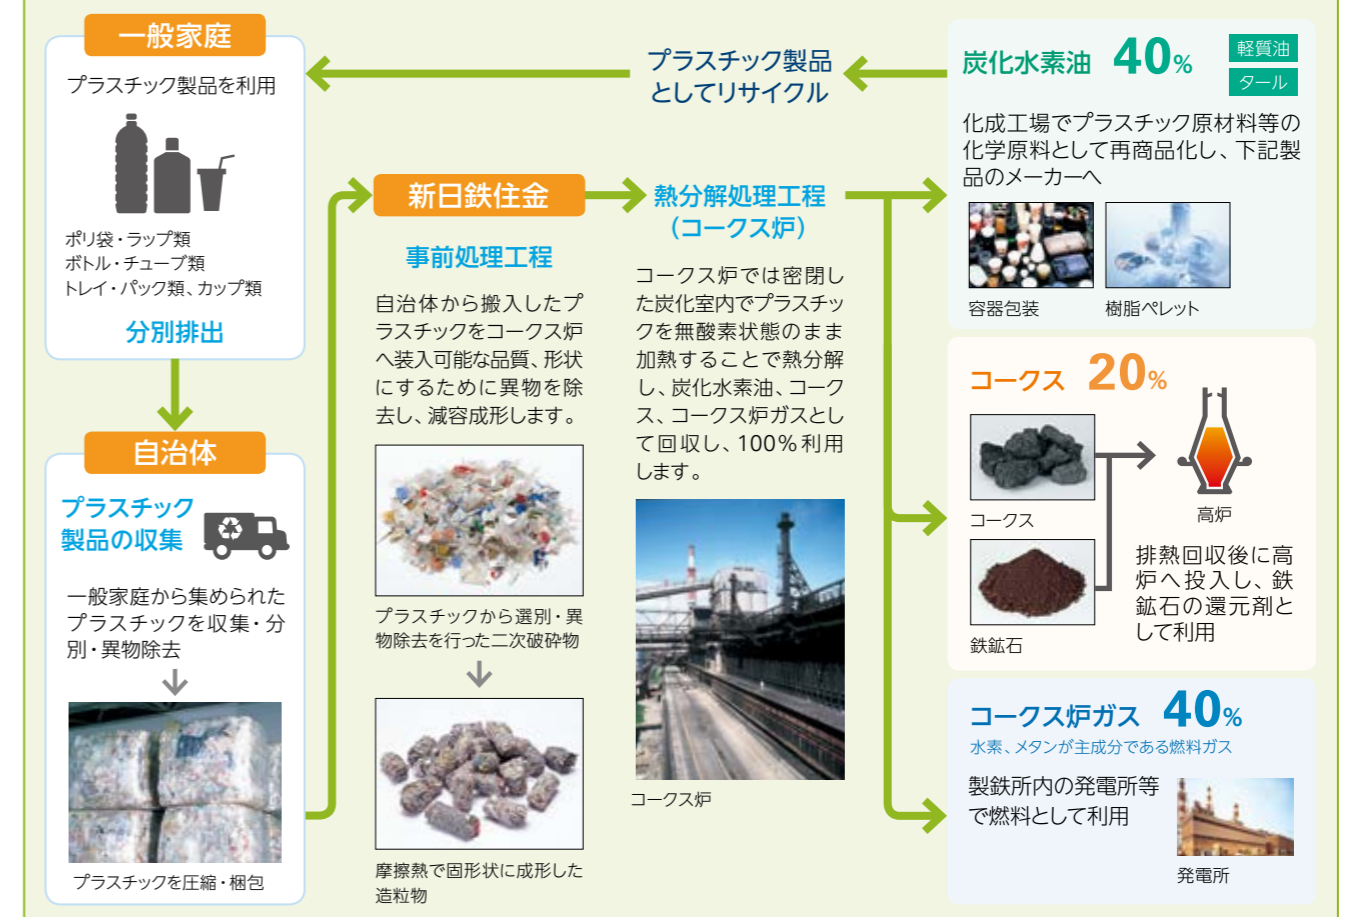 一般家庭
プラスチック製品を利用
ポリ袋・ラップ類
ボトル・チューブ類
トレイ・パック類、カップ類
分別排出
自治体
プラスチック
製品の収集
一般家庭から集められた
プラスチックを収集・分
別・異物除去
プラスチックを圧縮・梱包
新日鉄住金
事前処理工程
自治体から搬入したプ
ラスチックをコークス炉
へ装入可能な品質、形状
にするために異物を除
去し、減容成形します。
プラスチックから選別・異
物除去を行った二次破砕物
摩擦熱で固形状に成形した
造粒物
プラスチック製品
としてリサイクル
熱分解処理工程
(コークス炉)
コークス炉では密閉し
た炭化室内でプラスチッ
クを無酸素状態のまま
加熱することで熱分解
し、炭化水素油、コーク
ス、コークス炉ガスとし
て回収し、100%利用
します。
コークス炉
炭化水素油 40%
軽質油
タール
化成工場でプラスチック原材料等の
化学原料として再商品化し、下記製
品のメーカーへ
容器包装
樹脂ペレット
コークス 20%
コークス
鉄鉱石
高炉
排熱回収後に高
炉へ投入し、鉄
鉱石の還元剤と
して利用
コークス炉ガス 40%
水素、メタンが主成分である燃料ガス
製鉄所内の発電所等
で燃料として利用
発電所